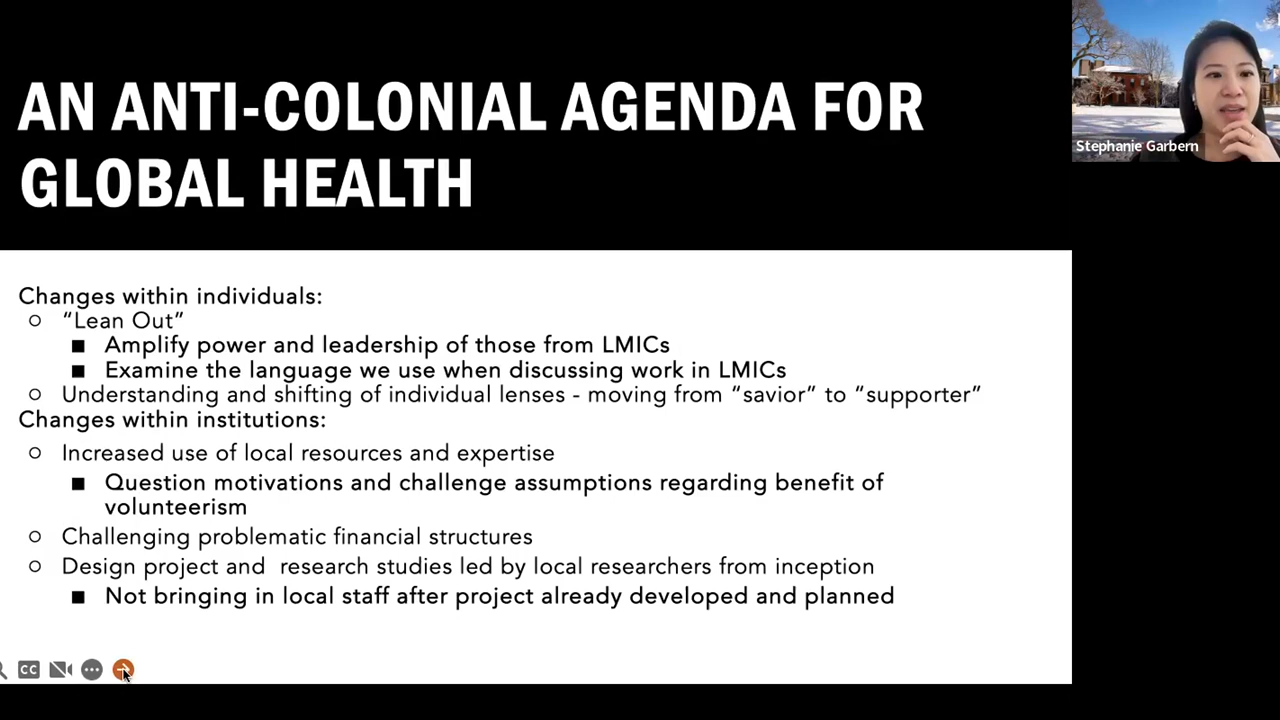 AN ANTI-COLONIAL AGENDA FOR
GLOBAL HEALTH
Stephanie Garbern
Changes within individuals:
○ “Lean Out”
■ Amplify power and leadership of those from LMICs
■ Examine the language we use when discussing work in LMICs
○ Understanding and shifting of individual lenses - moving from “savior” to “supporter”
Changes within institutions:
○ Increased use of local resources and expertise
■ Question motivations and challenge assumptions regarding benefit of
volunteerism
○ Challenging problematic financial structures
○ Design project and  research studies led by local researchers from inception
■ Not bringing in local staff after project already developed and planned
CC